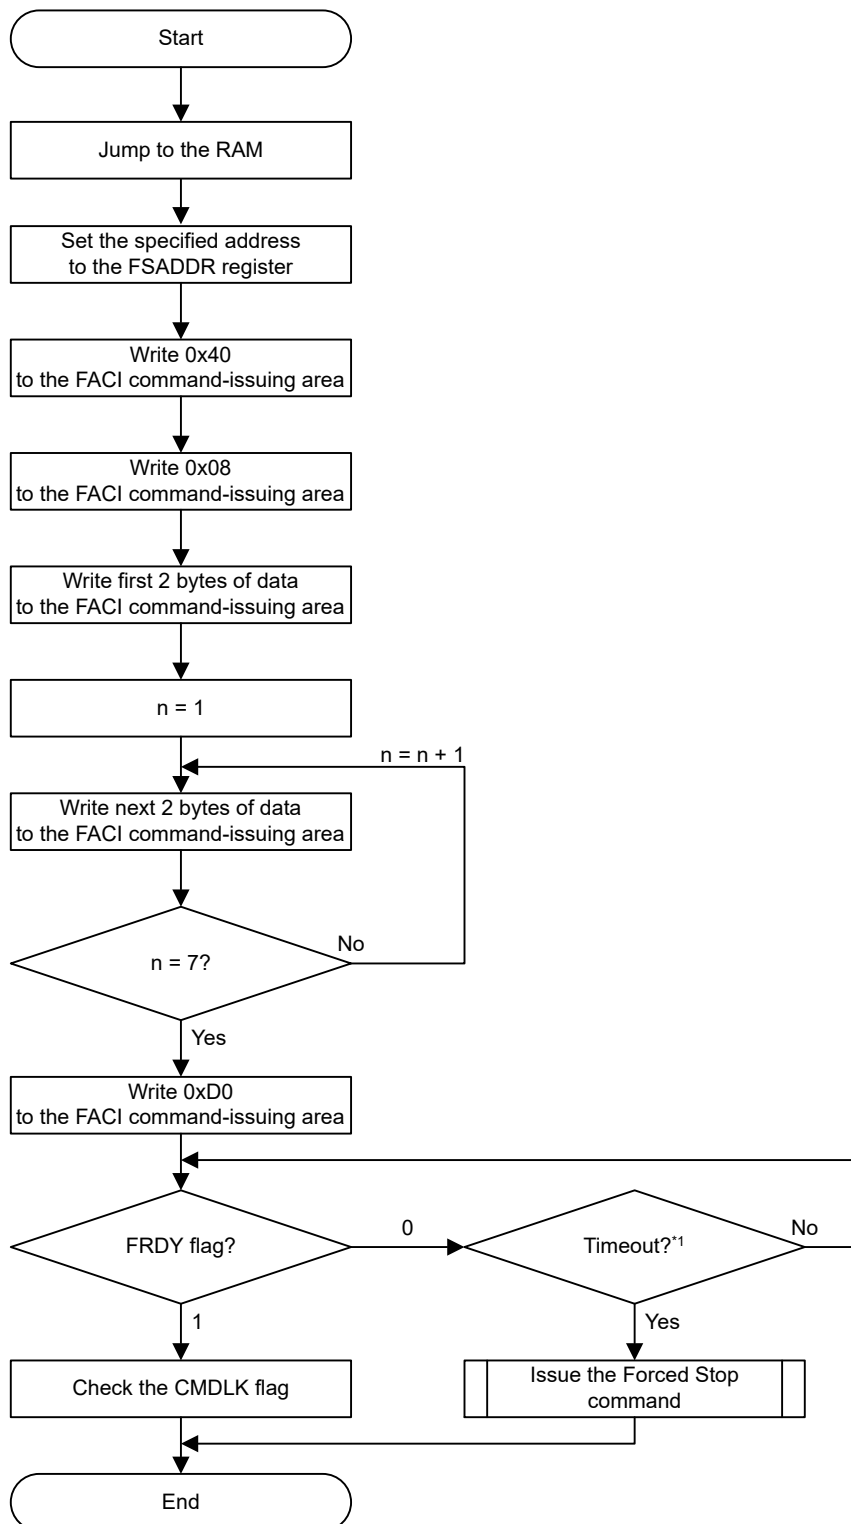 Start
Jump to the RAM
Set the specified address
to the FSADDR register
Write 0x40
to the FACI command-issuing area
Write 0x08
to the FACI command-issuing area
Write first 2 bytes of data
to the FACI command-issuing area
n = 1
n = n + 1
Write next 2 bytes of data
to the FACI command-issuing area
n = 7?
No
Yes
Write 0xD0
to the FACI command-issuing area
FRDY flag?
0
Timeout?*1
No
1
Yes
Check the CMDLK flag
Issue the Forced Stop
command
End